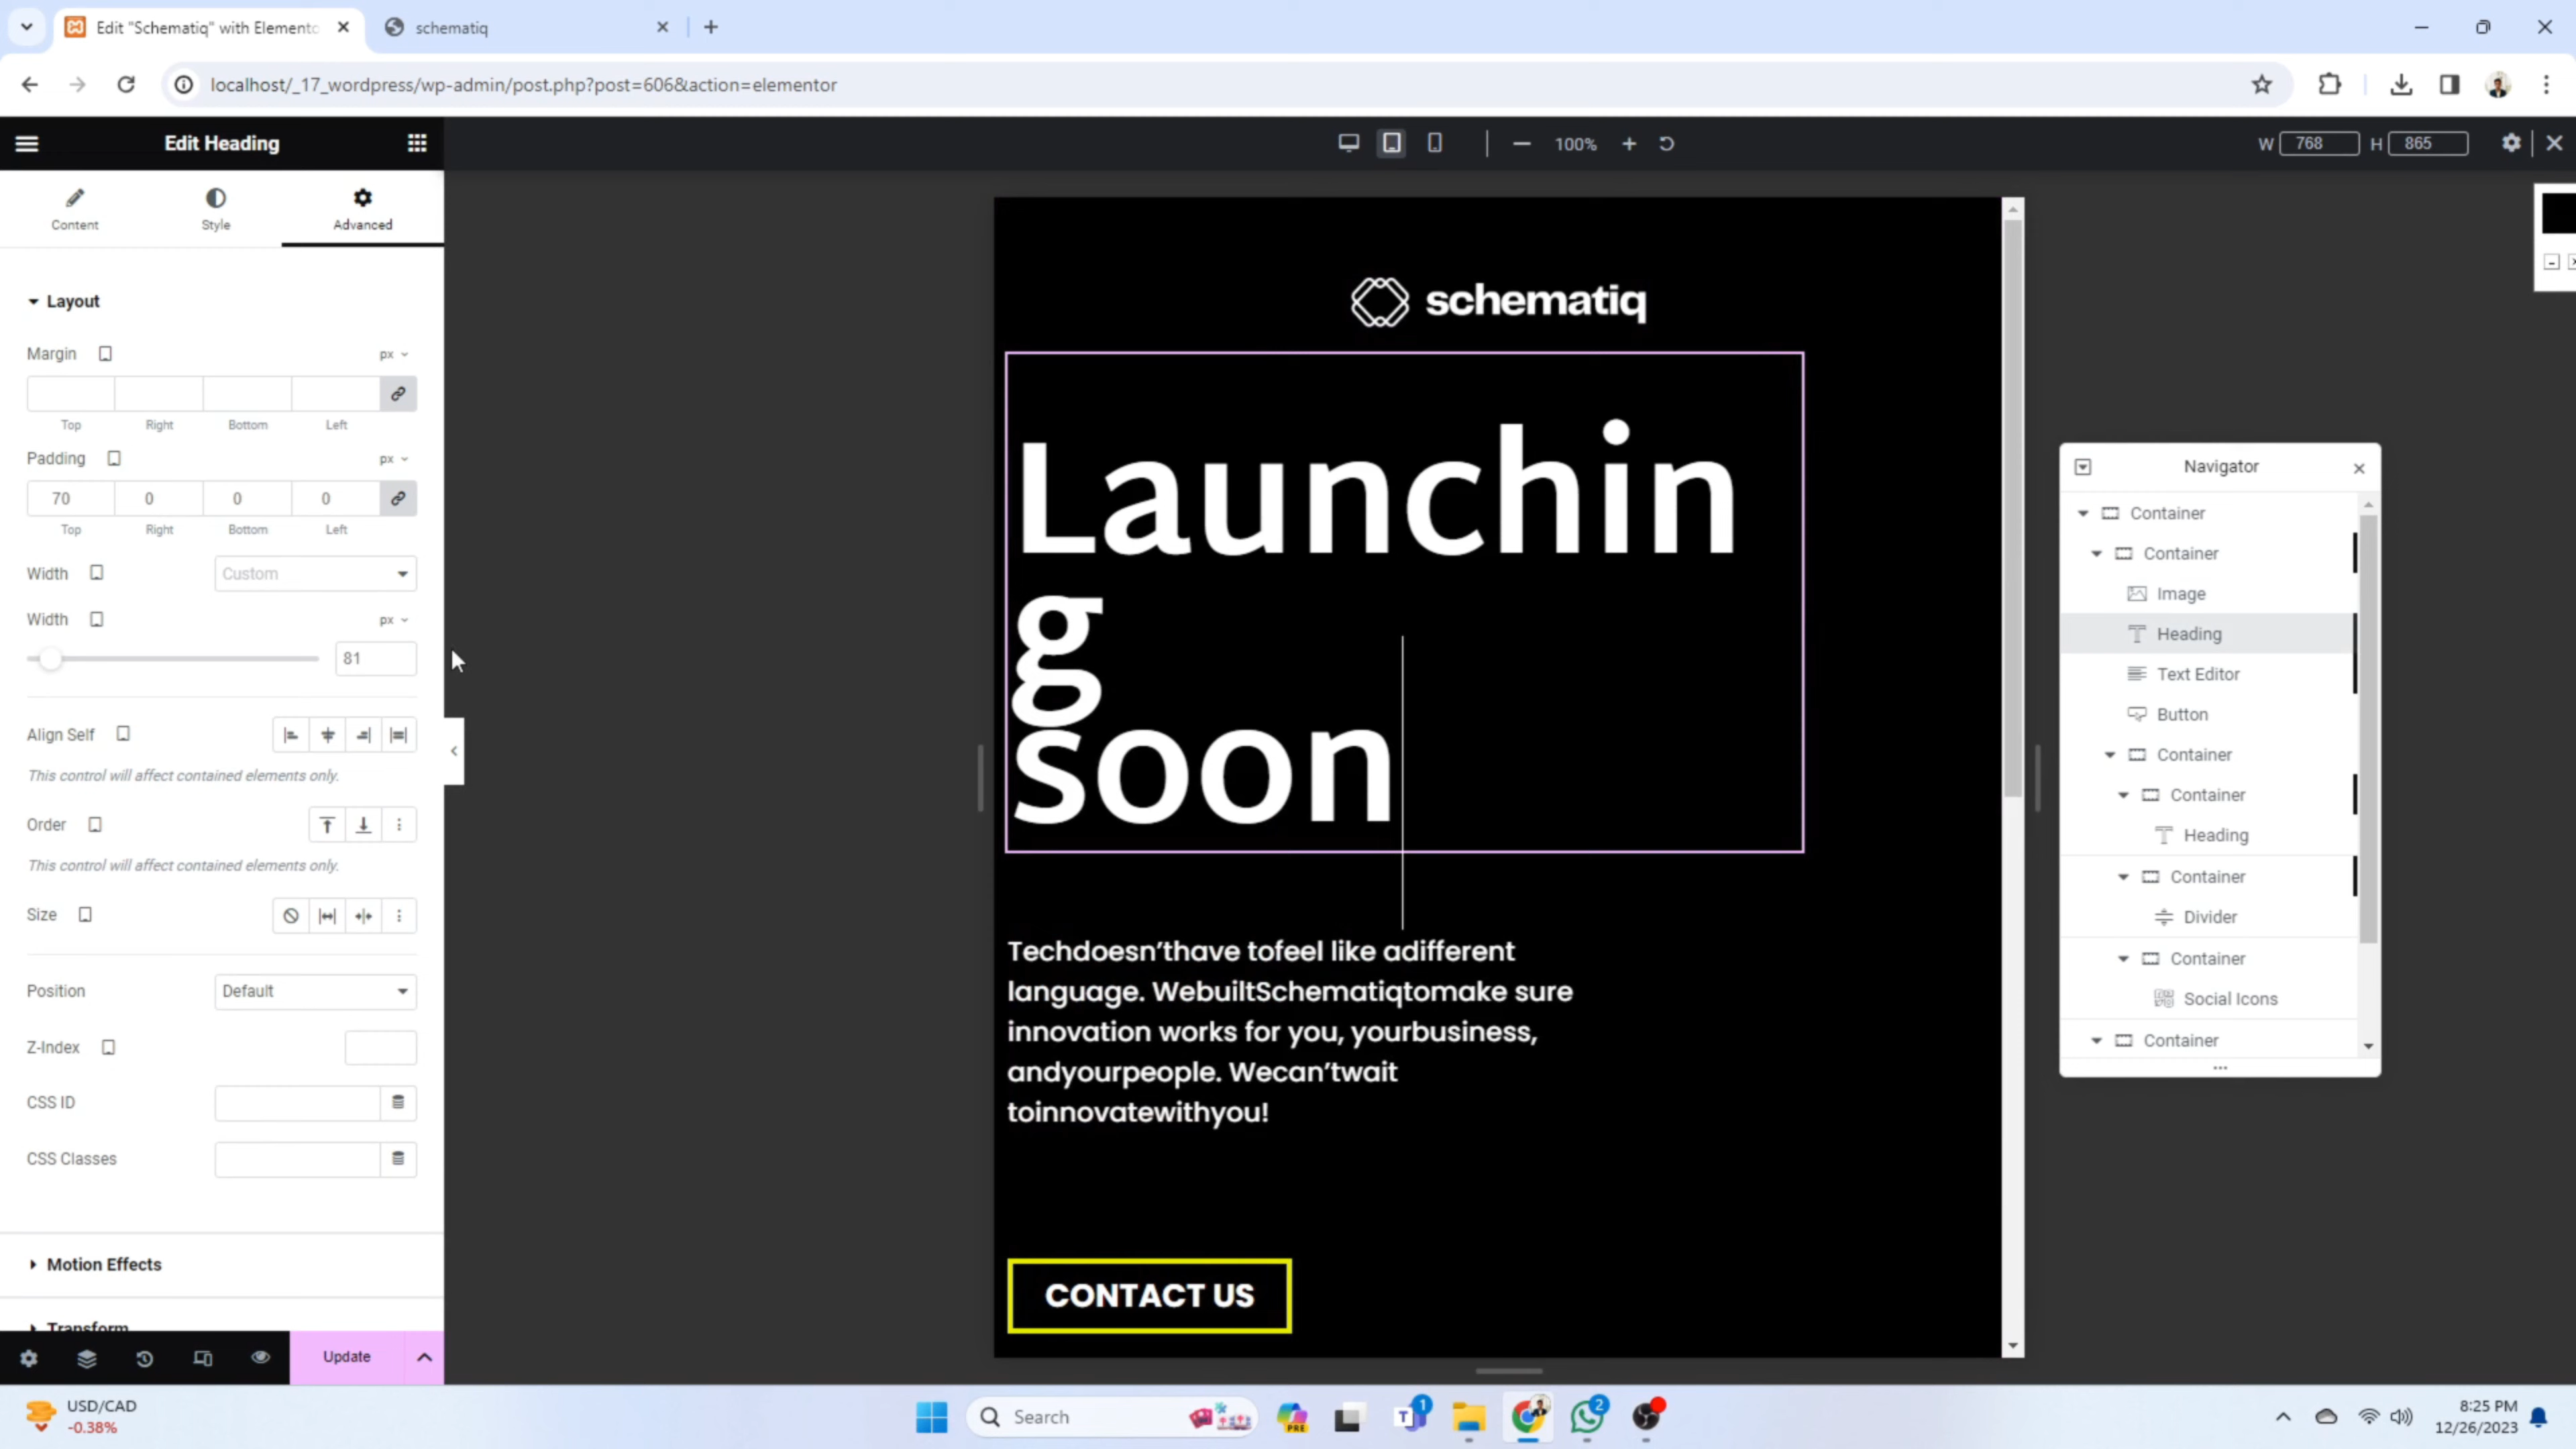 Edit "Schematiq" with Elemento
schematiq
localhost/_17_wordpress/wp-admin/post.php?post=606&action=elementor
Edit Heading
100%
W 768 H 865
Content
Style
Advanced
Layout
Margin
px
Top Right Bottom Left
Padding
px
70 0 0 0
Top Right Bottom Left
Width
Custom
Width
px
81
Align Self
This control will affect contained elements only.
Order
This control will affect contained elements only.
Size
Position
Default
Z-Index
CSS ID
CSS Classes
Motion Effects
Transform
Update
schematiq
Launchin
g
soon
Techdoesn’thave tofeel like adifferent
language. WebuiltSchematiqtomake sure
innovation works for you, yourbusiness,
andyourpeople. Wecan’twait
toinnovatewithyou!
CONTACT US
Navigator
Container
Container
Image
Heading
Text Editor
Button
Container
Container
Heading
Container
Divider
Container
Social Icons
Container
USD/CAD
-0.38%
Search
PRE
T
1
2
8:25 PM
12/26/2023